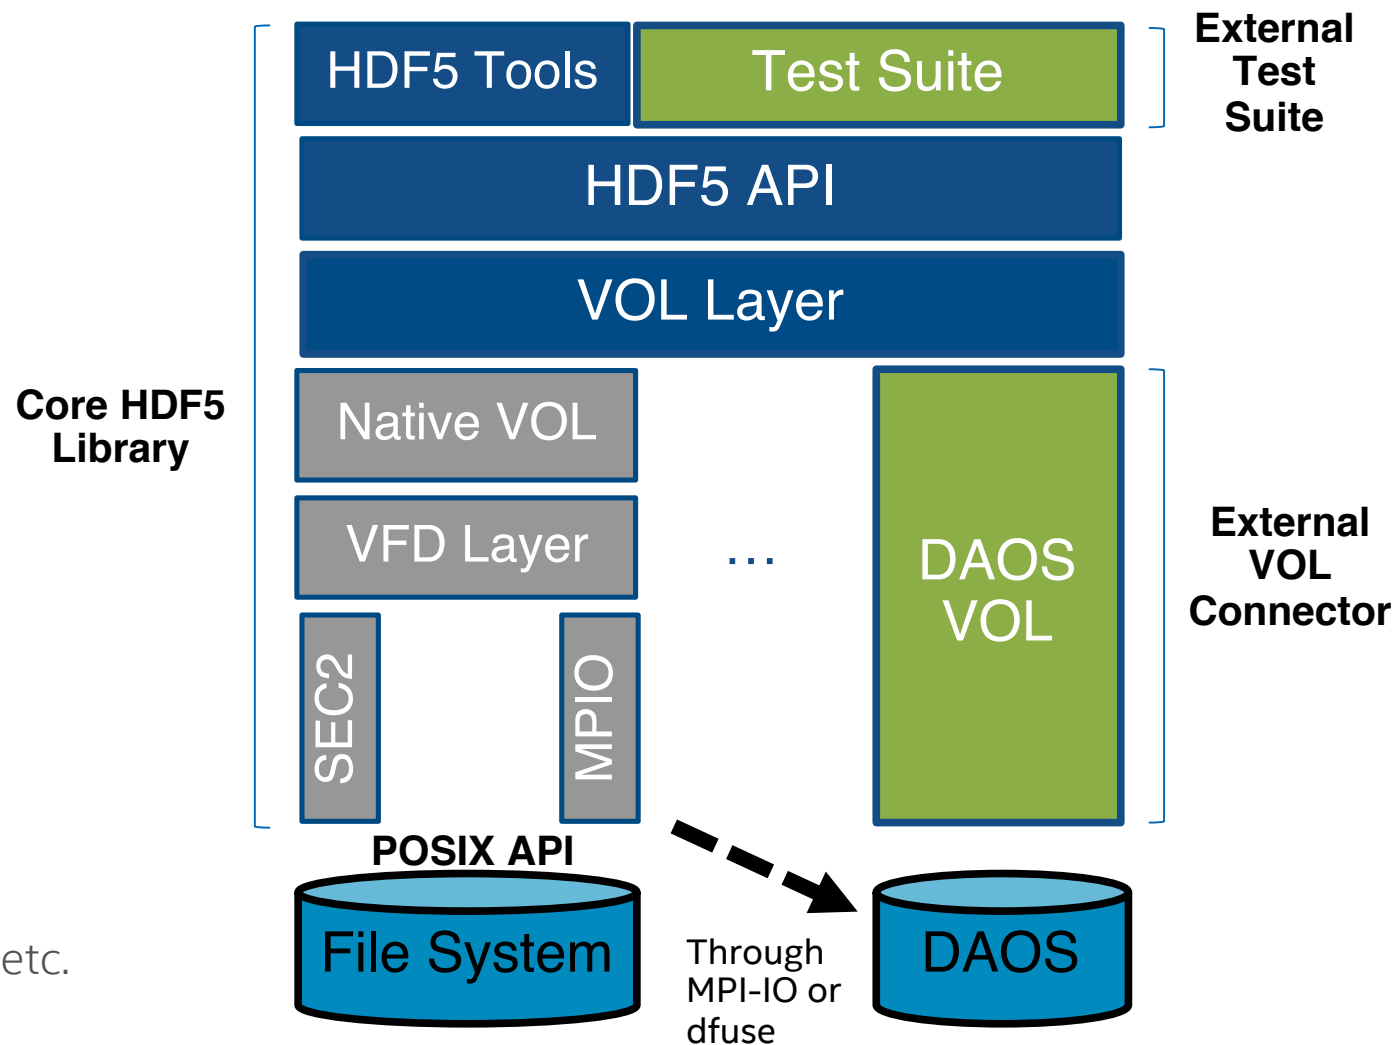 HDF5 Tools
Test Suite
External
Test
Suite
HDF5 API
VOL Layer
Core HDF5
Library
Native VOL
VFD Layer
...
DAOS
VOL
External
VOL
Connector
SEC2
MPIO
POSIX API
File System
Through
MPI-IO or
dfuse
DAOS
etc.